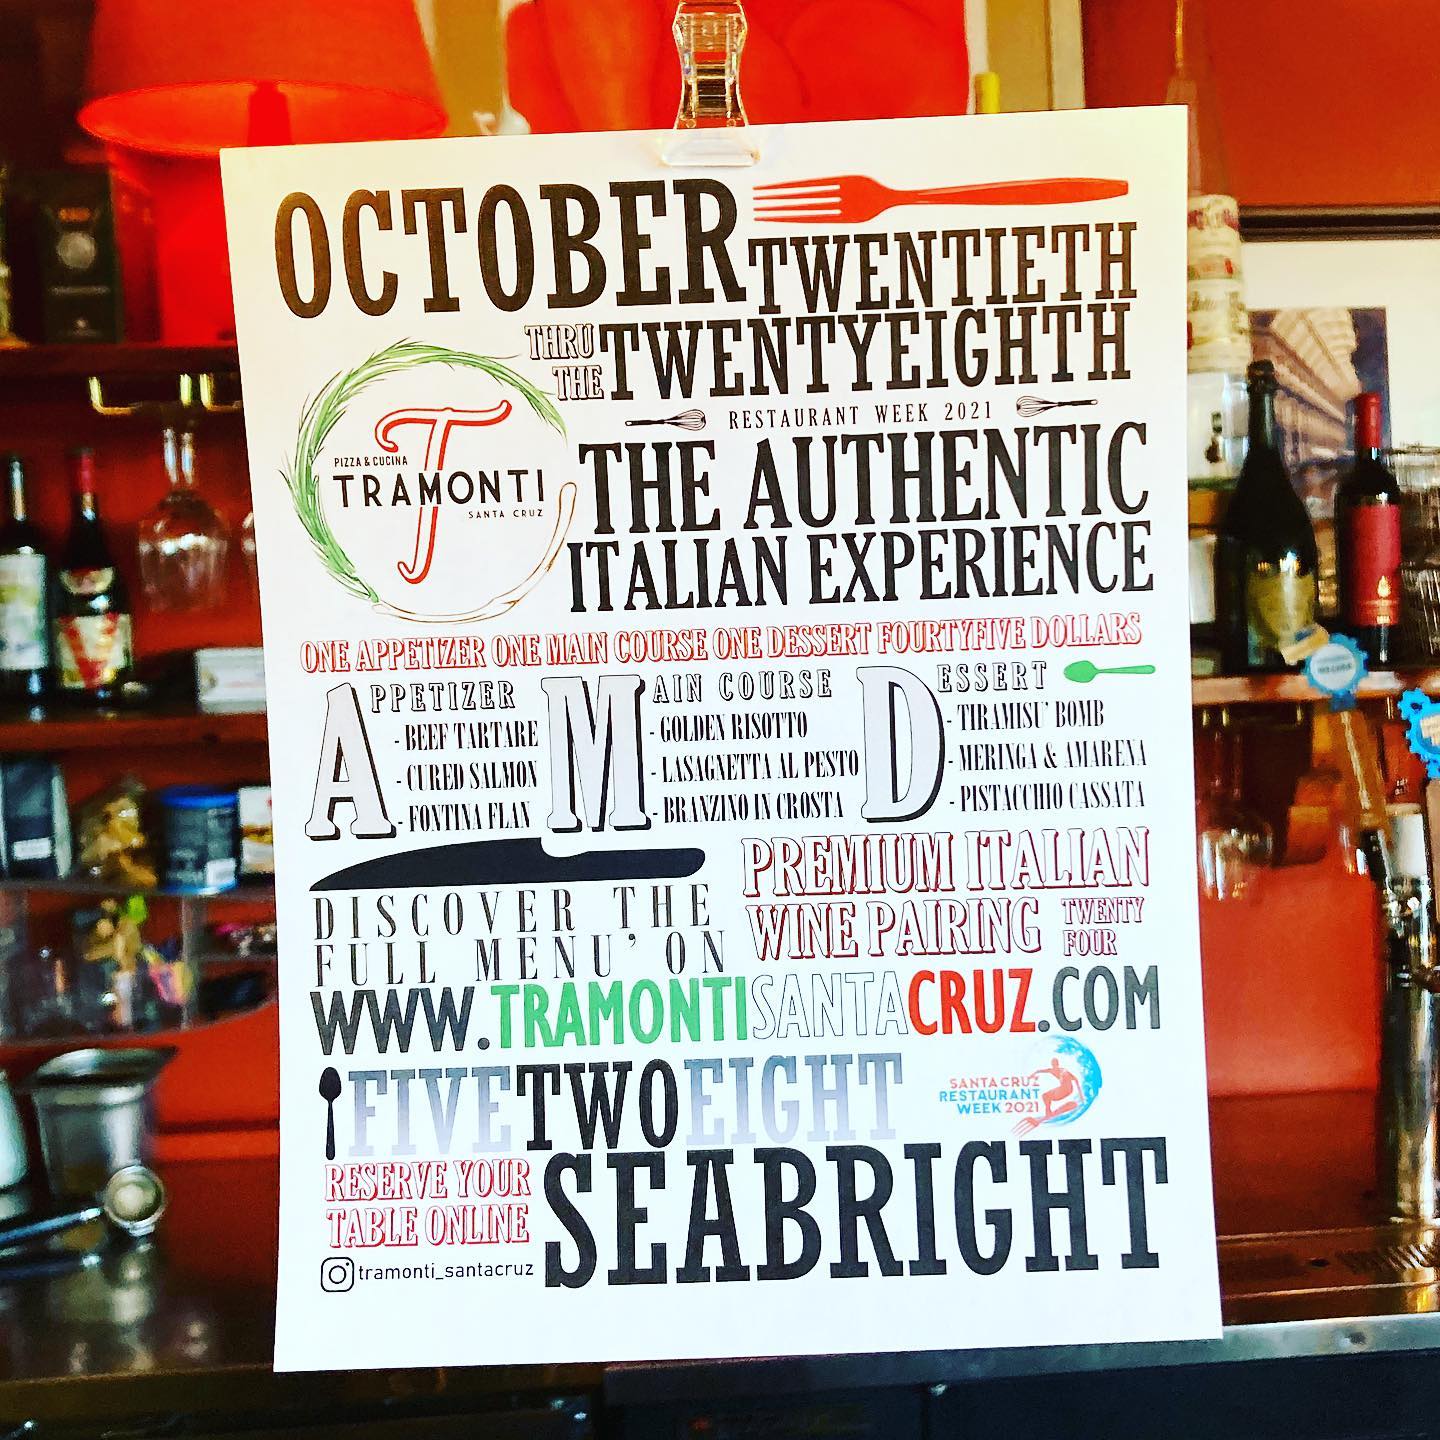 OCTOBER TWENTIETH
THRU THE TWENTYEIGHTH
RESTAURANT WEEK 2021
PIZZA & CUCINA
T
TRAMONTI
SANTA CRUZ
THE AUTHENTIC
ITALIAN EXPERIENCE
ONE APPETIZER ONE MAIN COURSE ONE DESSERT FOURTYFIVE DOLLARS
APPETIZER
- BEEF TARTARE
- CURED SALMON
- FONTINA FLAN
MAIN COURSE
- GOLDEN RISOTTO
- LASAGNETTA AL PESTO
- BRANZINO IN CROSTA
DESSERT
- TIRAMISU' BOMB
- MERINGA & AMARENA
- PISTACCHIO CASSATA
DISCOVER THE
FULL MENU' ON
PREMIUM ITALIAN
WINE PAIRING TWENTY FOUR
WWW.TRAMONTISANTACRUZ.COM
FIVETWOEIGHT
SANTA CRUZ
RESTAURANT
WEEK 2021
RESERVE YOUR
TABLE ONLINE
SEABRIGHT
tramonti_santacruz